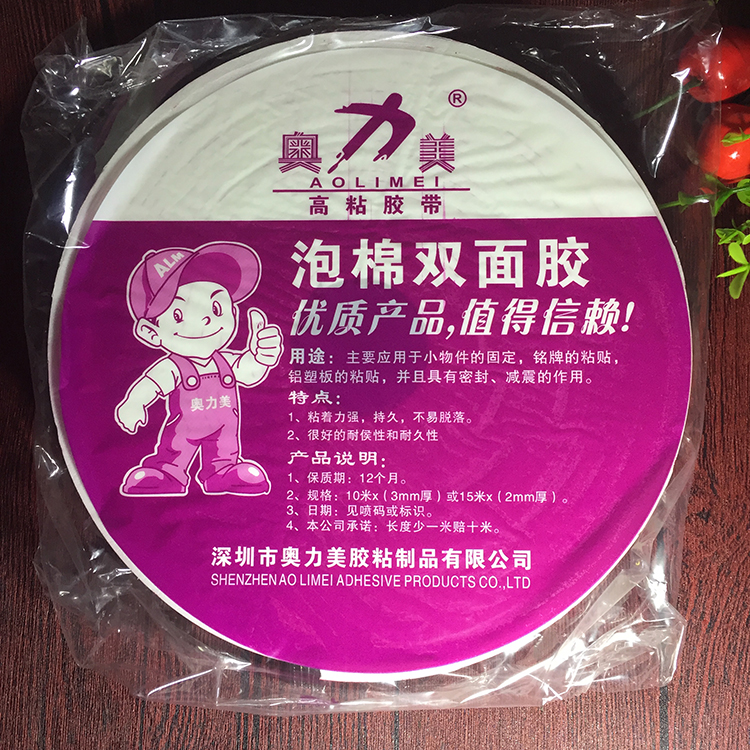 奥力美®
AOLIMEI
高粘胶带
泡棉双面胶
优质产品,值得信赖!
ALM
奥力美
用途：主要应用于小物件的固定，铭牌的粘贴，
铝塑板的粘贴，并且具有密封、减震的作用。
特点：
1、粘着力强，持久，不易脱落。
2、很好的耐侯性和耐久性
产品说明：
1、保质期：12个月。
2、规格：10米x（3mm厚）或15米x（2mm厚）。
3、日期：见喷码或标识。
4、本公司承诺：长度少一米赔十米。
深圳市奥力美胶粘制品有限公司
SHENZHEN AO LIMEI ADHESIVE PRODUCTS CO.,LTD